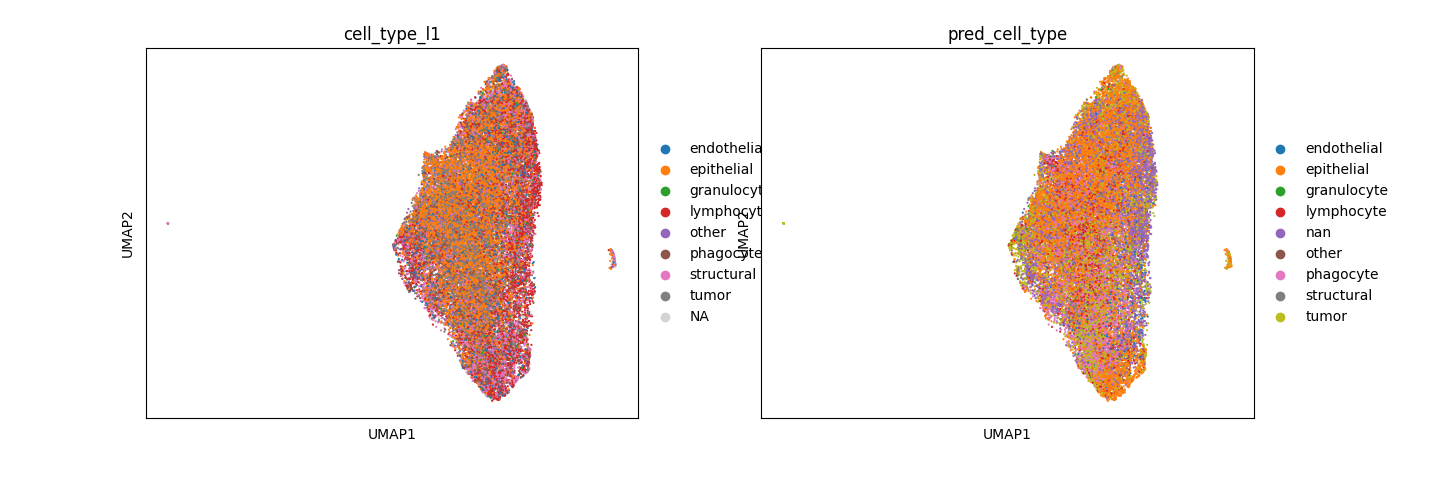 cell_type_l1
UMAP2
UMAP1
endothelia
epithelial
granulocyt
lymphocyt
other
phagocyte
structural
tumor
NA
pred_cell_type
UMAP2
UMAP1
endothelial
epithelial
granulocyte
lymphocyte
nan
other
phagocyte
structural
tumor